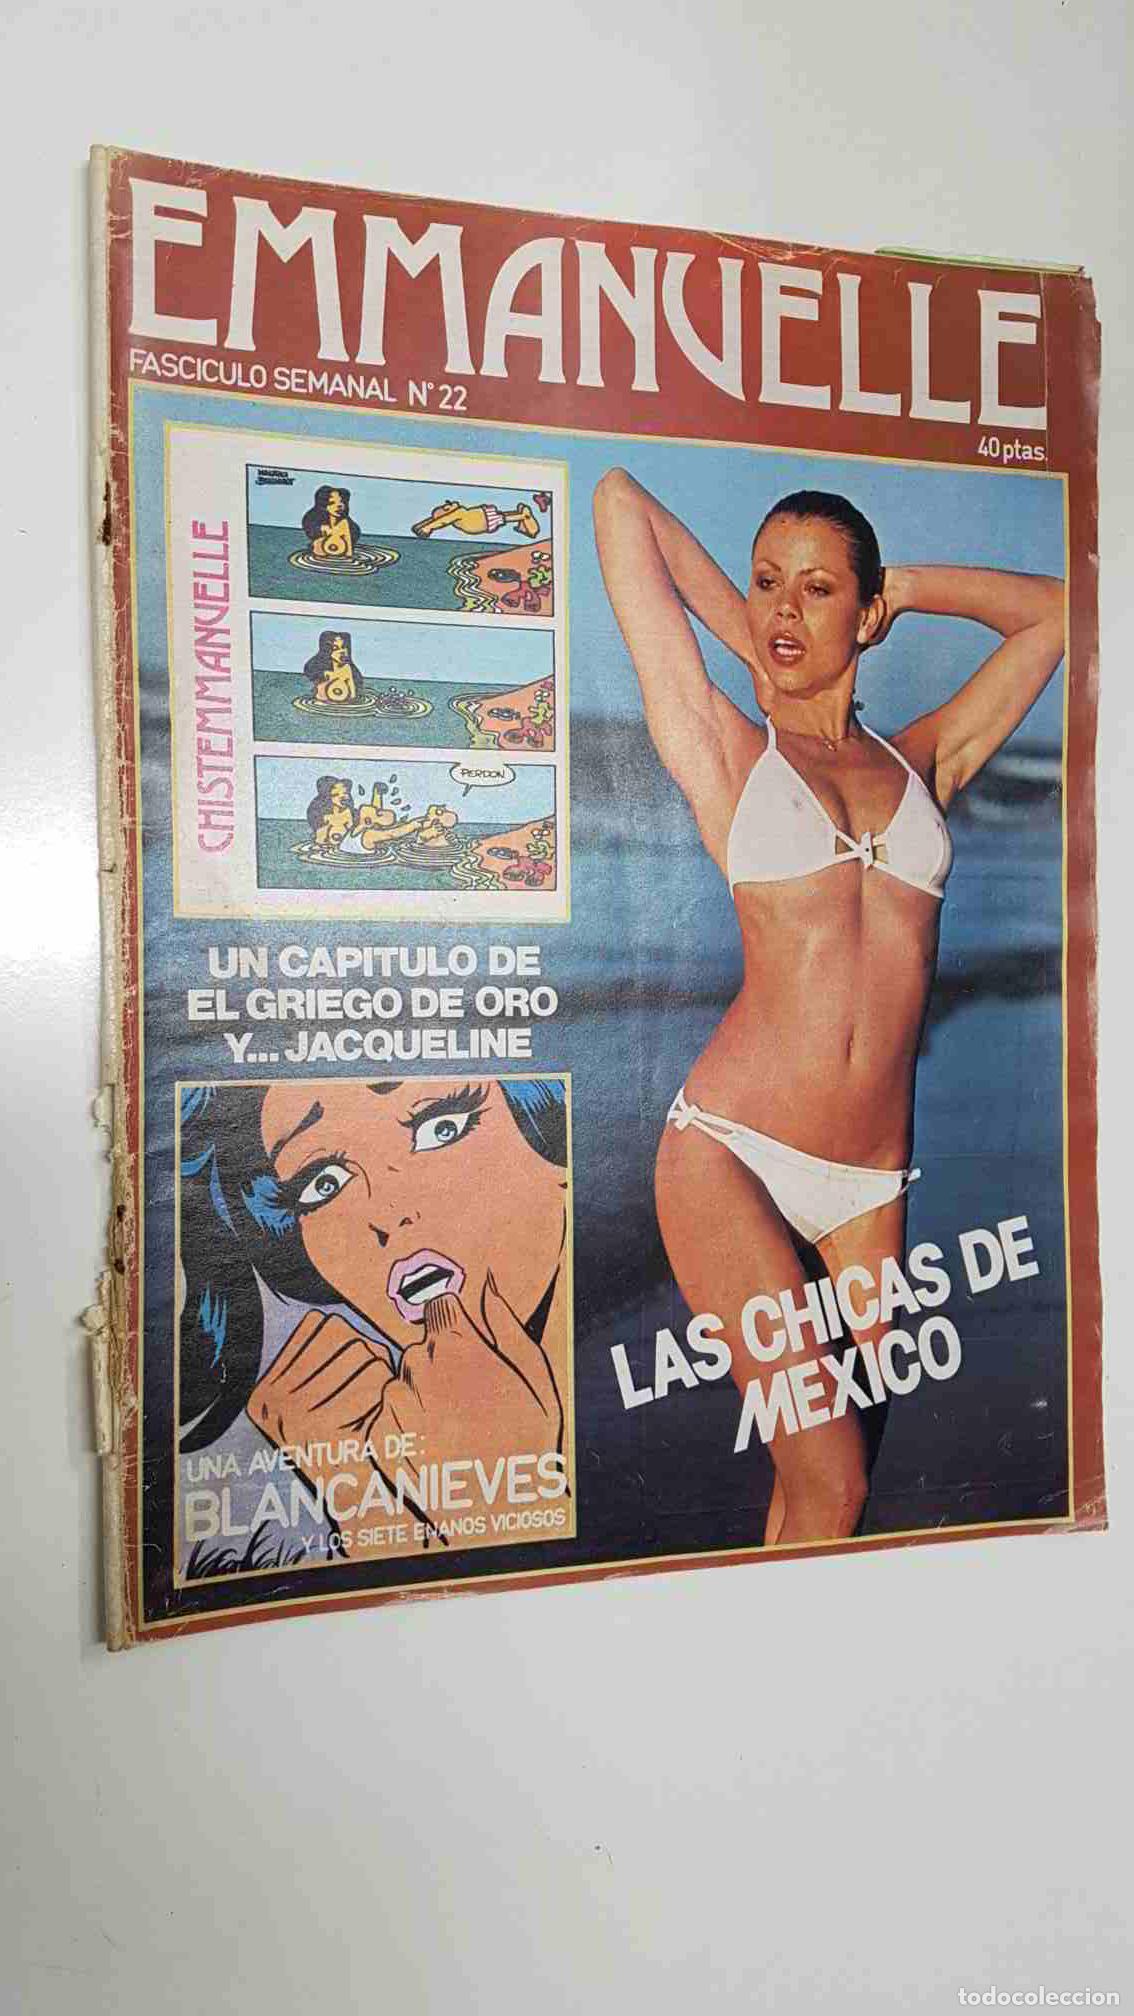 EMMANUELLE
FASCICULO SEMANAL Nº 22
40 ptas.
CHISTEMMANUELLE
PERDON
UN CAPITULO DE
EL GRIEGO DE ORO
Y... JACQUELINE
LAS CHICAS DE
MEXICO
UNA AVENTURA DE:
BLANCANIEVES
Y LOS SIETE ENANOS VICIOSOS
todocoleccion